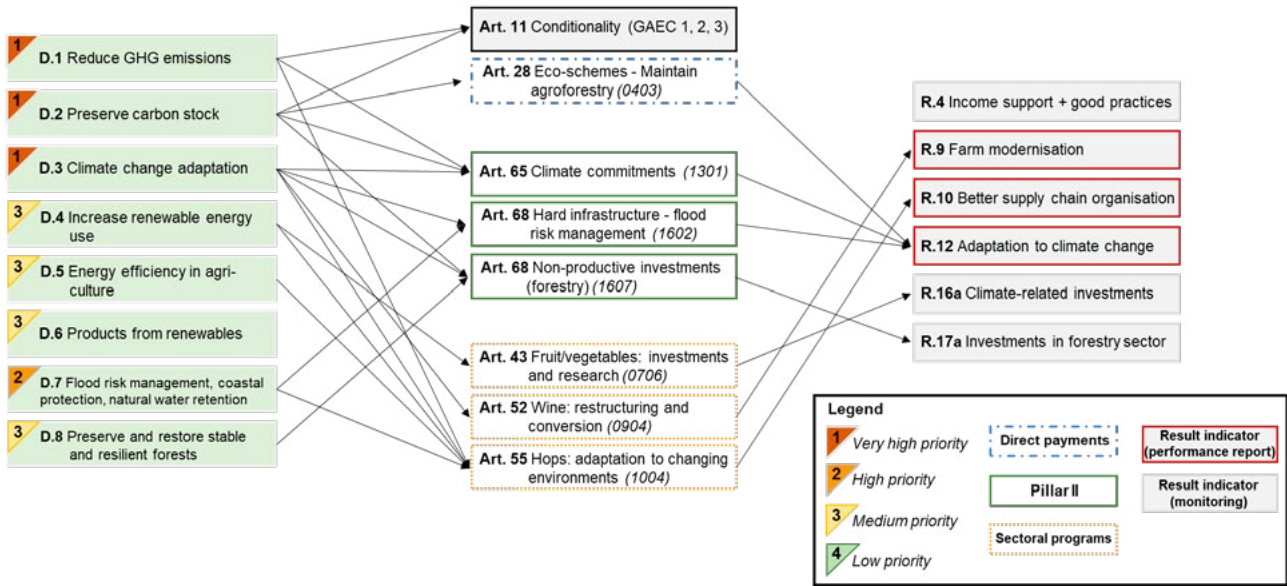 1
D.1 Reduce GHG emissions
1
D.2 Preserve carbon stock
1
D.3 Climate change adaptation
3
D.4 Increase renewable energy
use
3
D.5 Energy efficiency in agri-
culture
3
D.6 Products from renewables
2
D.7 Flood risk management, coastal
protection, natural water retention
3
D.8 Preserve and restore stable
and resilient forests
Art. 11 Conditionality (GAEC 1, 2, 3)
Art. 28 Eco-schemes - Maintain
agroforestry (0403)
Art. 65 Climate commitments (1301)
Art. 68 Hard infrastructure - flood
risk management (1602)
Art. 68 Non-productive investments
(forestry) (1607)
Art. 43 Fruit/vegetables: investments
and research (0706)
Art. 52 Wine: restructuring and
conversion (0904)
Art. 55 Hops: adaptation to changing
environments (1004)
R.4 Income support + good practices
R.9 Farm modernisation
R.10 Better supply chain organisation
R.12 Adaptation to climate change
R.16a Climate-related investments
R.17a Investments in forestry sector
Legend
1
Very high priority
2
High priority
3
Medium priority
4
Low priority
Direct payments
Pillar II
Sectoral programs
Result indicator
(performance report)
Result indicator
(monitoring)